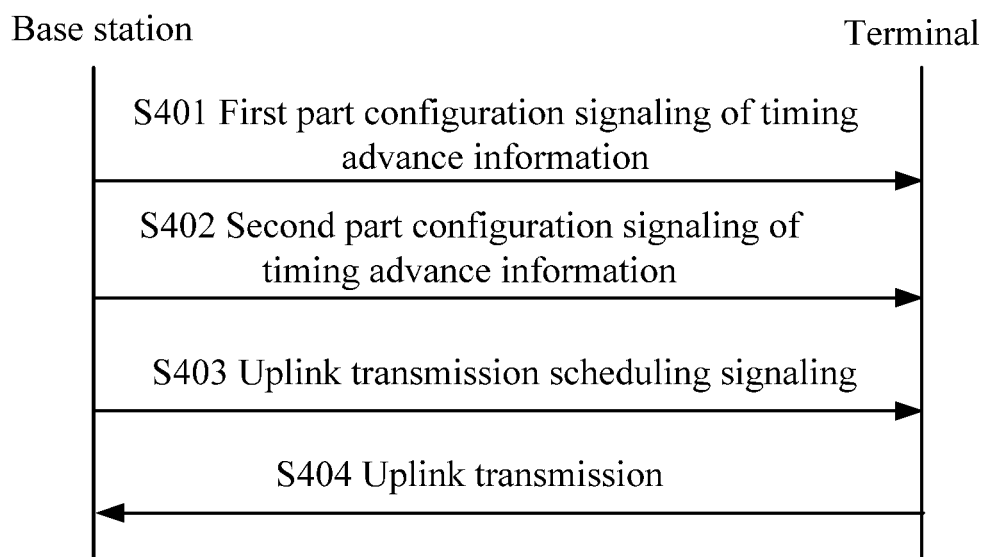 Base station
Terminal
S401 First part configuration signaling of timing
advance information
S402 Second part configuration signaling of
timing advance information
S403 Uplink transmission scheduling signaling
S404 Uplink transmission